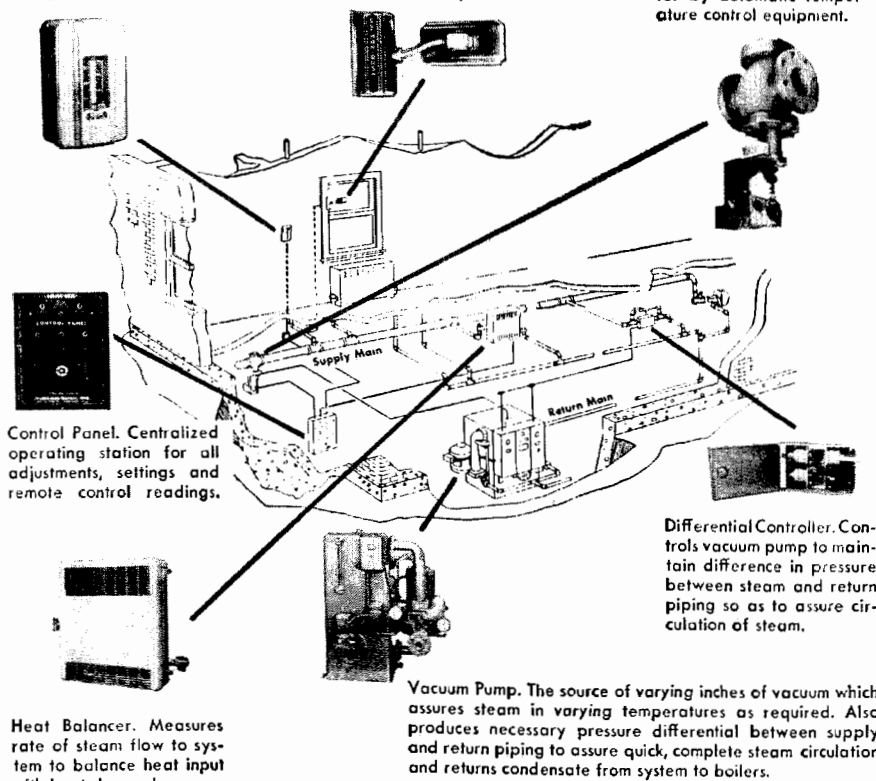 ature control equipment.
CONTROL PANEL
Supply Main
Return Main
Control Panel. Centralized
operating station for all
adjustments, settings and
remote control readings.
Differential Controller. Con-
trols vacuum pump to main-
tain difference in pressure
between steam and return
piping so as to assure cir-
culation of steam.
Vacuum Pump. The source of varying inches of vacuum which
assures steam in varying temperatures as required. Also
produces necessary pressure differential between supply
and return piping to assure quick, complete steam circulation
and returns condensate from system to boilers.
Heat Balancer. Measures
rate of steam flow to sys-
tem to balance heat input